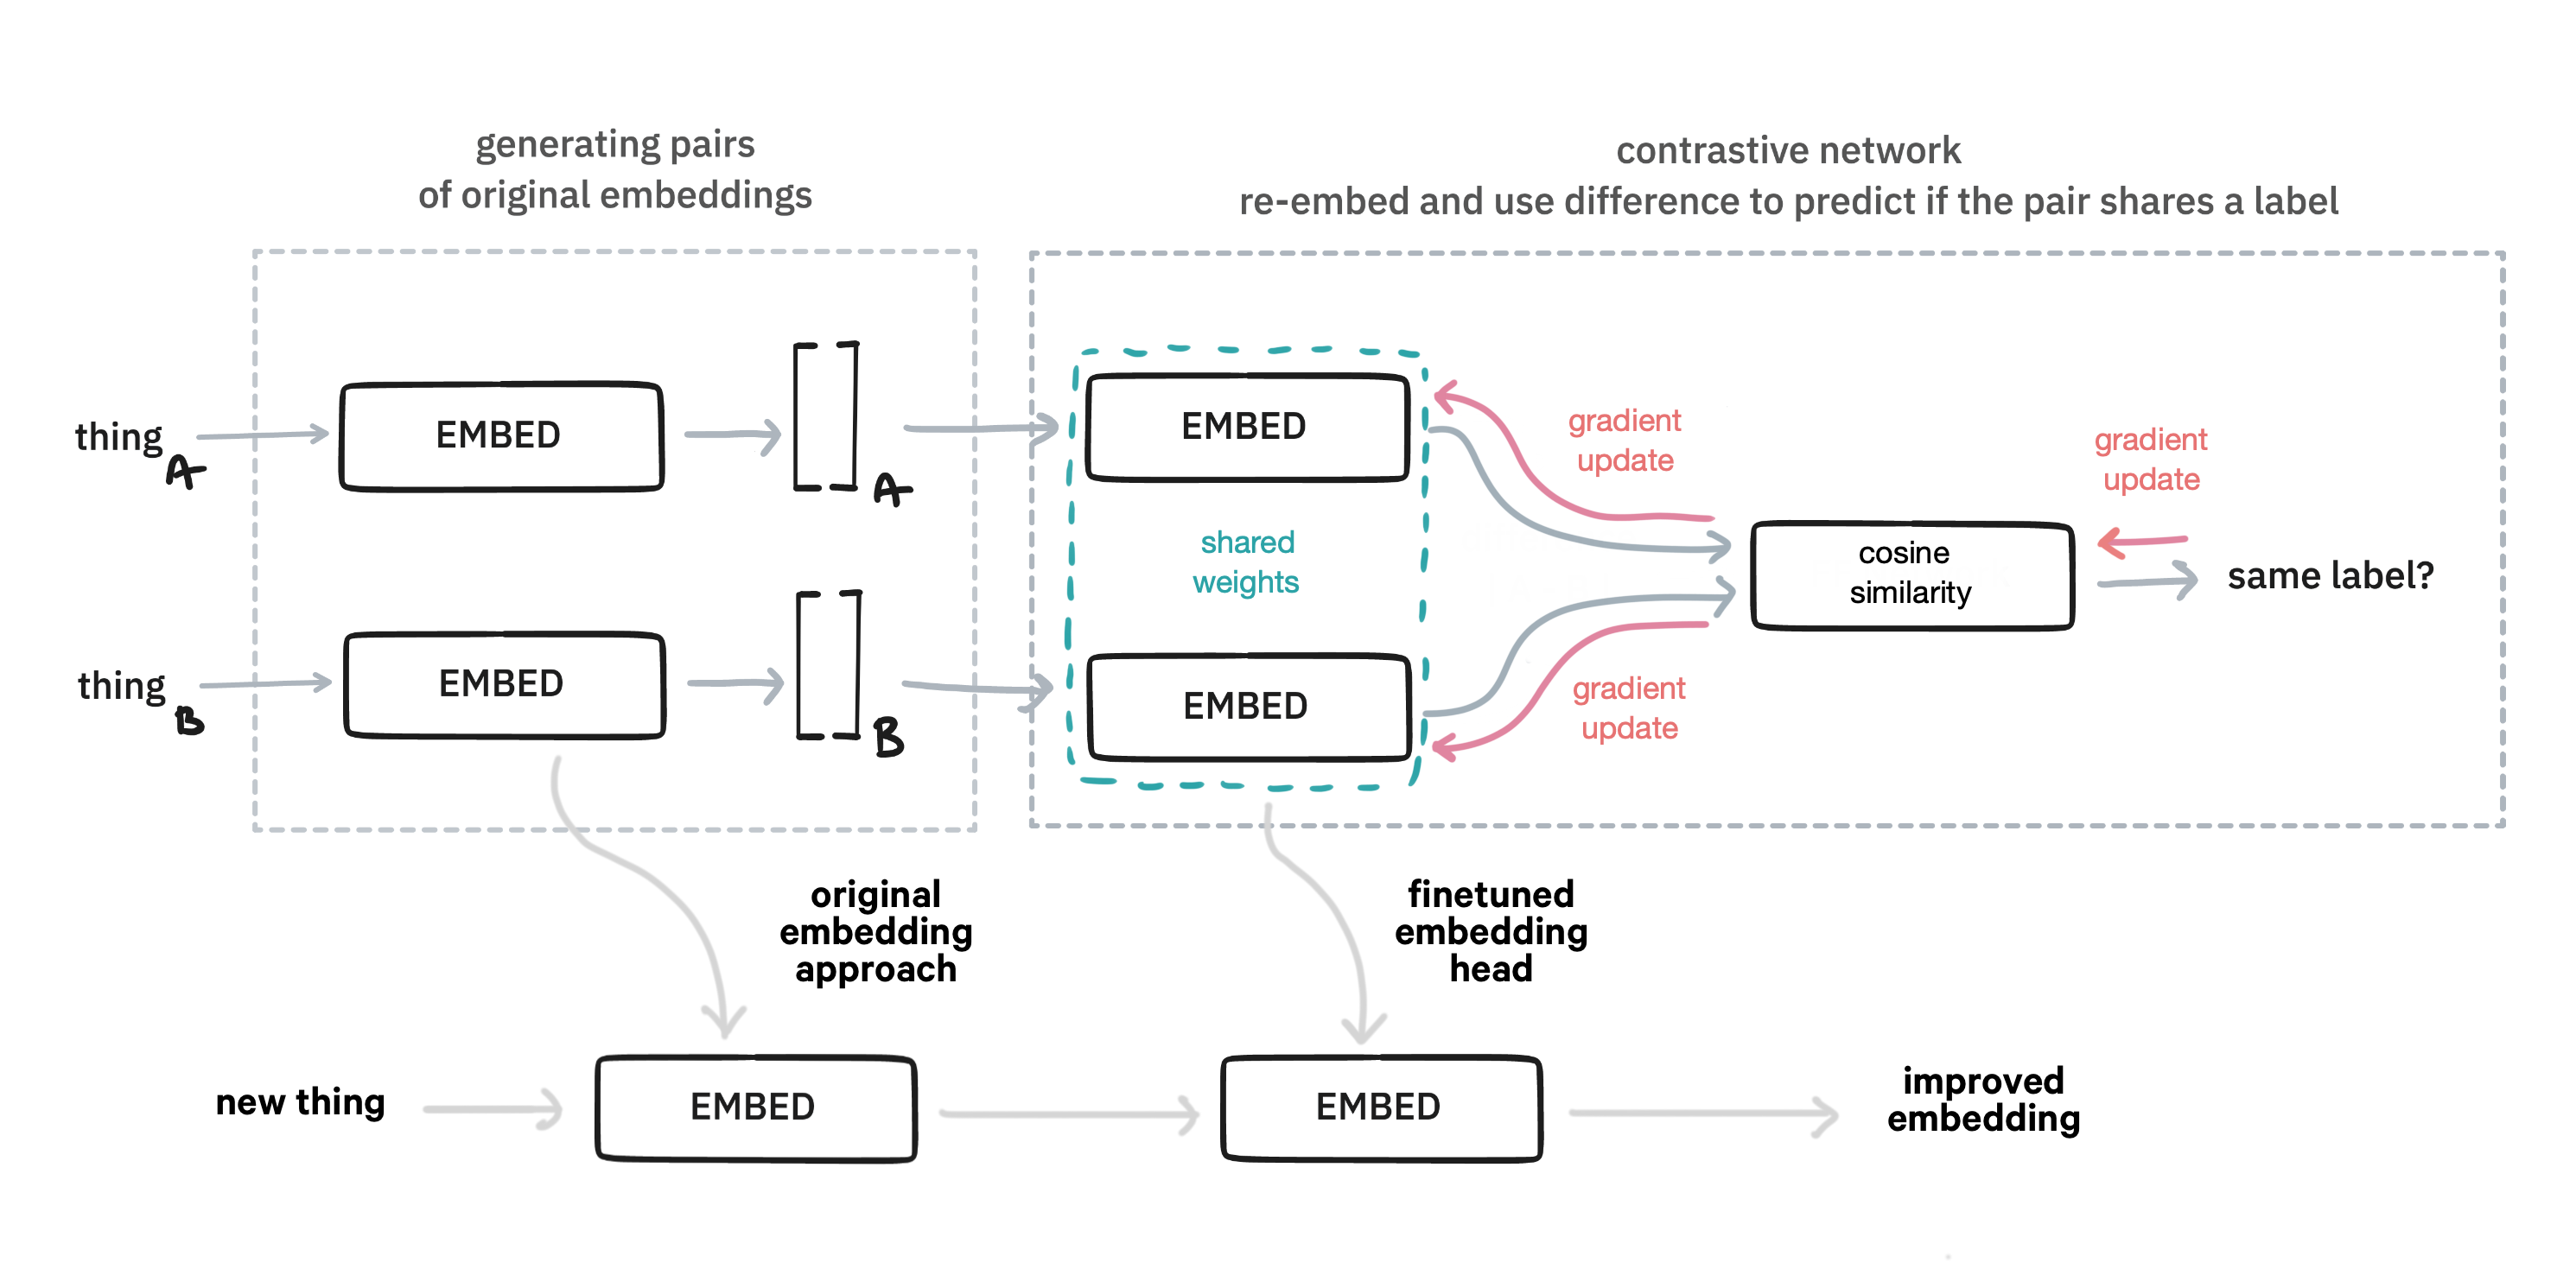 generating pairs
of original embeddings
contrastive network
re-embed and use difference to predict if the pair shares a label
thing A
EMBED
A
EMBED
gradient
update
gradient
update
shared
weights
cosine
similarity
same label?
thing B
EMBED
B
EMBED
gradient
update
original
embedding
approach
finetuned
embedding
head
new thing
EMBED
EMBED
improved
embedding